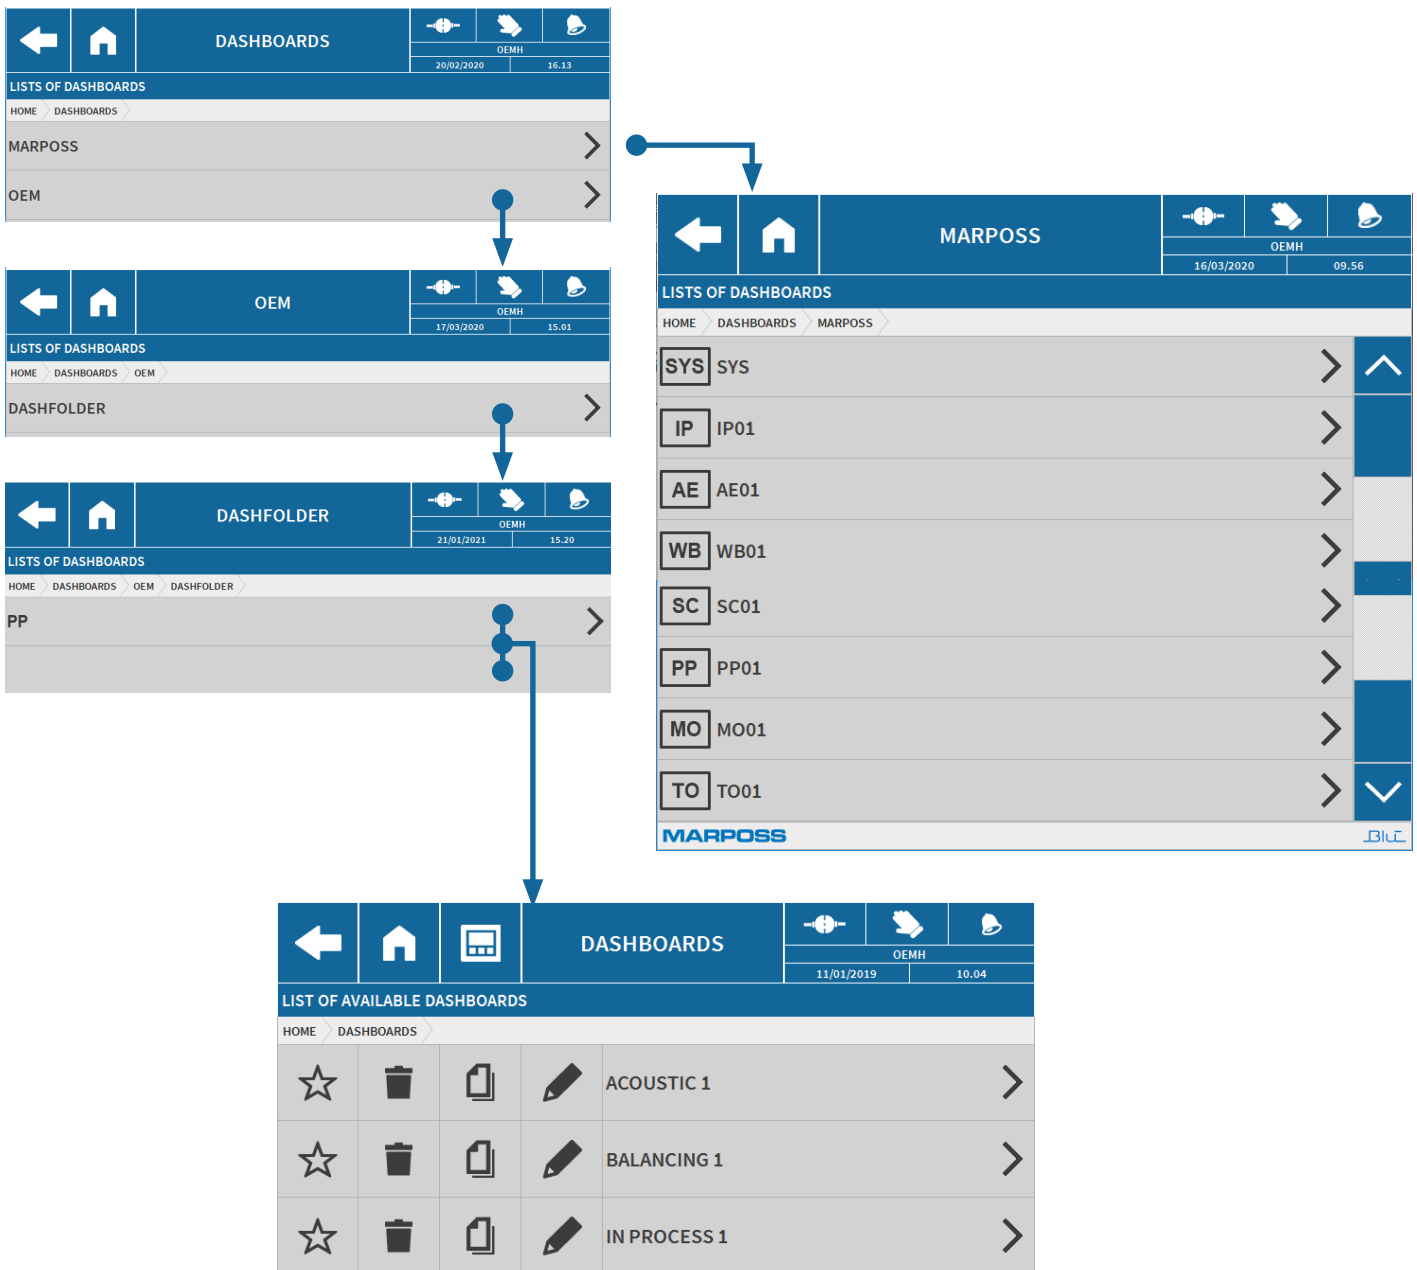 DASHBOARDS
OEMH
20/02/2020 16.13
LISTS OF DASHBOARDS
HOME DASHBOARDS
MARPOSS
OEM
OEM
OEMH
17/03/2020 15.01
LISTS OF DASHBOARDS
HOME DASHBOARDS OEM
DASHFOLDER
DASHFOLDER
OEMH
21/01/2021 15.20
LISTS OF DASHBOARDS
HOME DASHBOARDS OEM DASHFOLDER
PP
MARPOSS
OEMH
16/03/2020 09.56
LISTS OF DASHBOARDS
HOME DASHBOARDS MARPOSS
SYS SYS
IP IP01
AE AE01
WB WB01
SC SC01
PP PP01
MO MO01
TO TO01
MARPOSS BLÚ
DASHBOARDS
OEMH
11/01/2019 10.04
LIST OF AVAILABLE DASHBOARDS
HOME DASHBOARDS
ACOUSTIC 1
BALANCING 1
IN PROCESS 1